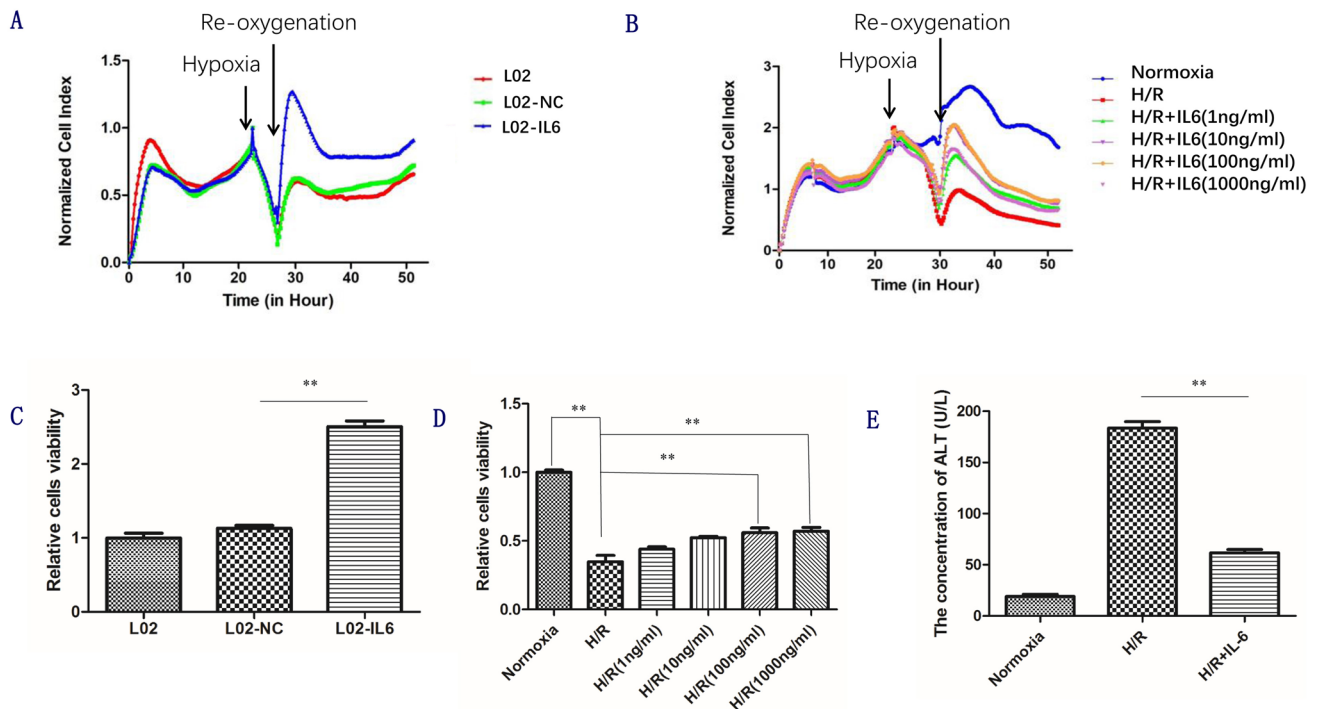 A
Re-oxygenation
Hypoxia
Normalized Cell Index
1.5
1.0
0.5
0.0
0
10
20
30
40
50
Time (in Hour)
L02
L02-NC
L02-IL6
B
Re-oxygenation
Hypoxia
Normalized Cell Index
3
2
1
0
0
10
20
30
40
50
Time (in Hour)
Normoxia
H/R
H/R+IL6(1ng/ml)
H/R+IL6(10ng/ml)
H/R+IL6(100ng/ml)
H/R+IL6(1000ng/ml)
C
Relative cells viability
3
2
1
0
**
L02
L02-NC
L02-IL6
D
Relative cells viability
1.5
1.0
0.5
0.0
**
**
**
Normoxia
H/R
H/R(1ng/ml)
H/R(10ng/ml)
H/R(100ng/ml)
H/R(1000ng/ml)
E
The concentration of ALT (U/L)
200
150
100
50
0
**
Normoxia
H/R
H/R+IL-6